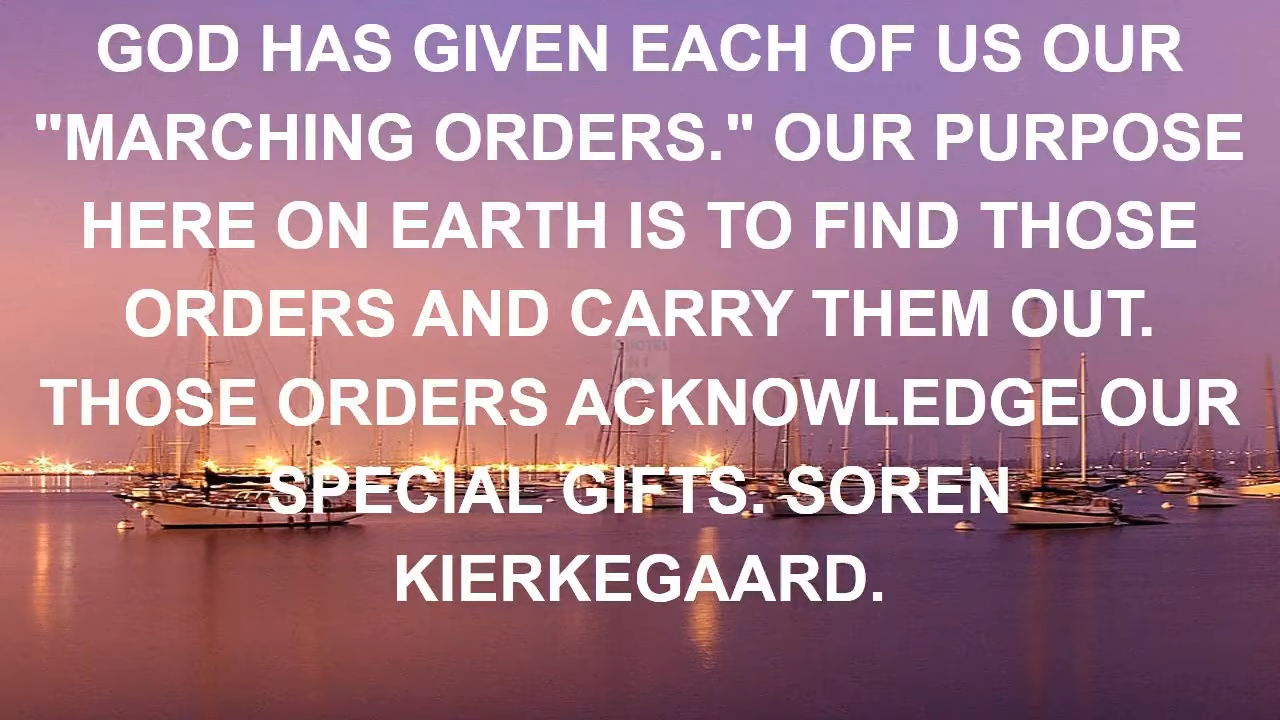 GOD HAS GIVEN EACH OF US OUR
"MARCHING ORDERS." OUR PURPOSE
HERE ON EARTH IS TO FIND THOSE
ORDERS AND CARRY THEM OUT.
THOSE ORDERS ACKNOWLEDGE OUR
SPECIAL GIFTS. SOREN
KIERKEGAARD.